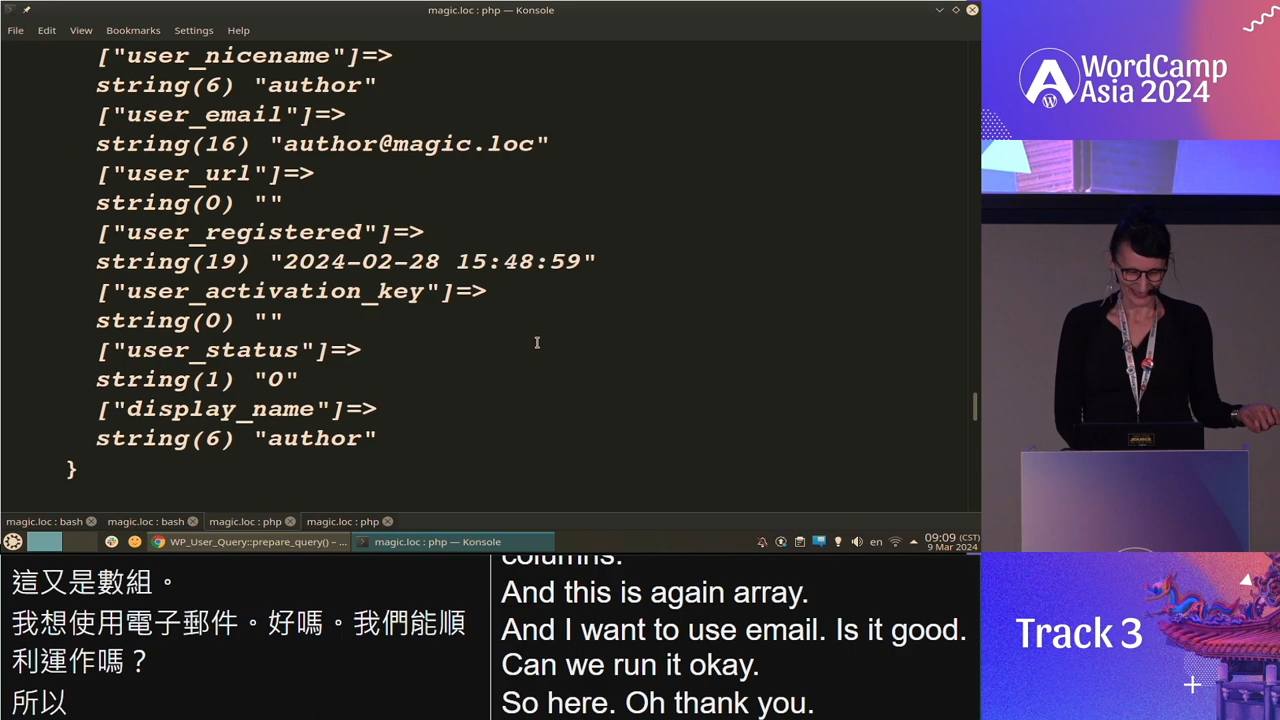 magic.loc : php — Konsole
File Edit View Bookmarks Settings Help
["user_nicename"]=>
string(6) "author"
["user_email"]=>
string(16) "author@magic.loc"
["user_url"]=>
string(0) ""
["user_registered"]=>
string(19) "2024-02-28 15:48:59"
["user_activation_key"]=>
string(0) ""
["user_status"]=>
string(1) "0"
["display_name"]=>
string(6) "author"
}
magic.loc : bash magic.loc : bash magic.loc : php magic.loc : php
WP_User_Query::prepare_query() – ... magic.loc : php — Konsole en 09:09 (CST)
9 Mar 2024
這又是數組。
我想使用電子郵件。好嗎。我們能順
利運作嗎？
所以
columns.
And this is again array.
And I want to use email. Is it good.
Can we run it okay.
So here. Oh thank you.
WordCamp
Asia 2024
Track 3